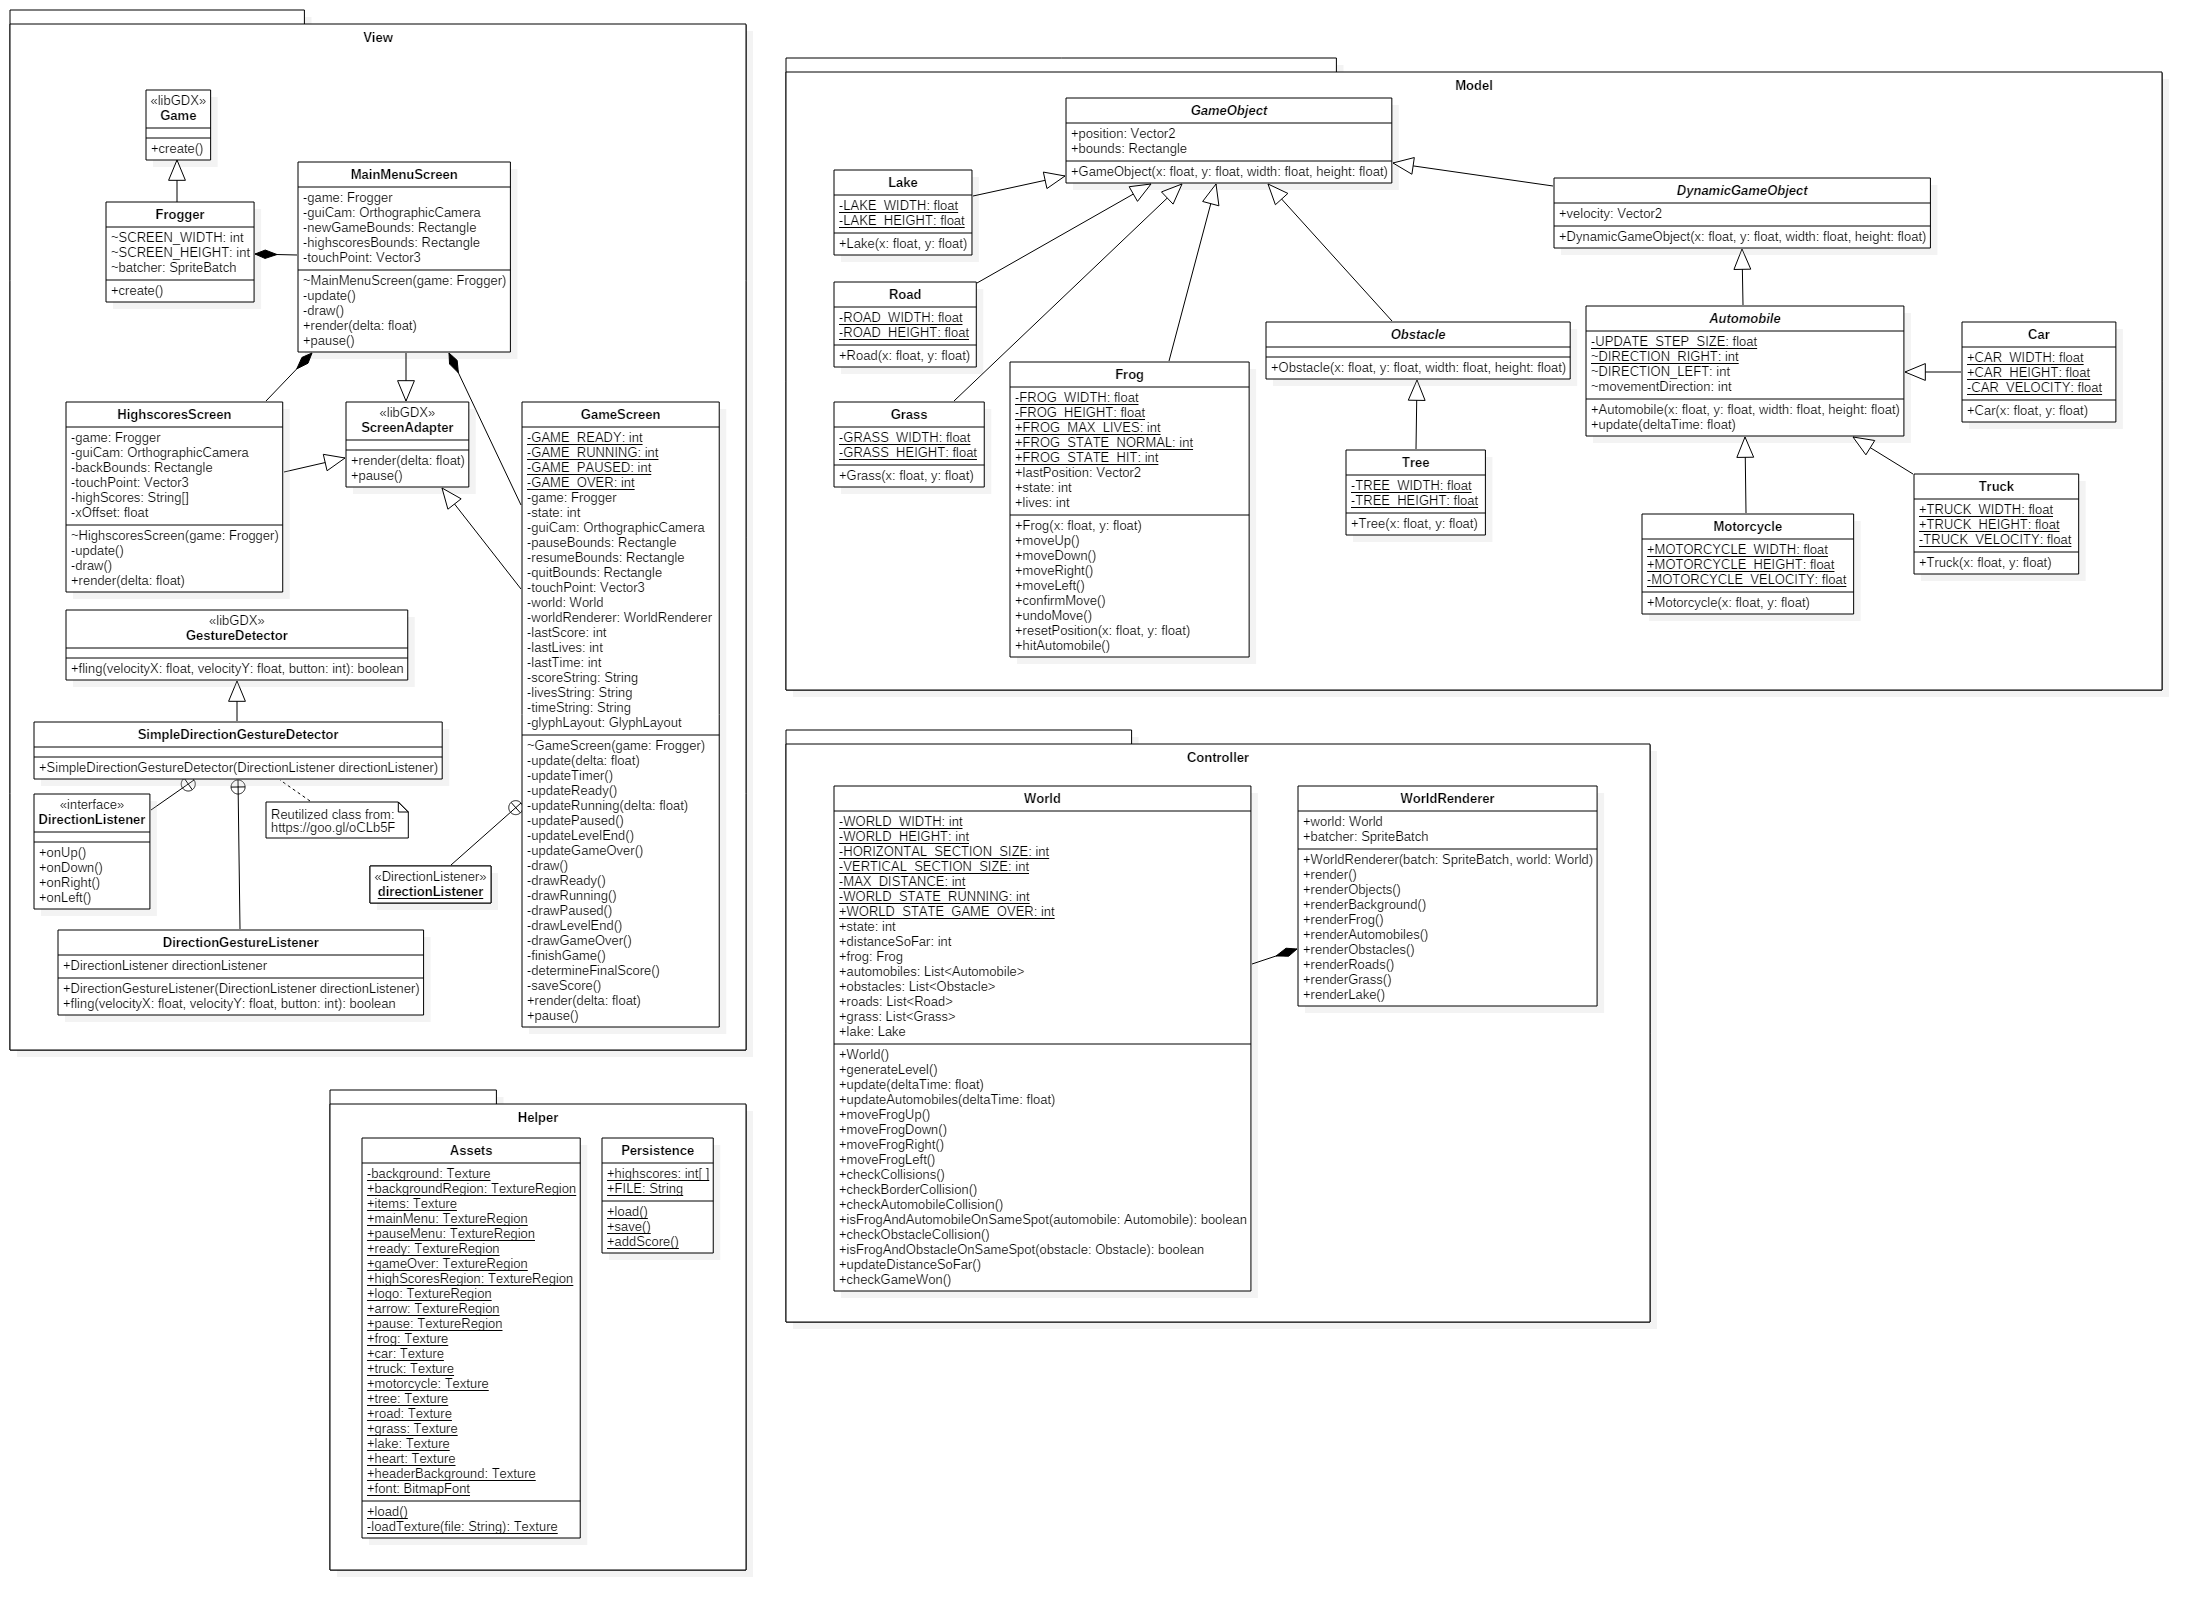 View
«libGDX»
Game
+create()
Frogger
~SCREEN_WIDTH: int
~SCREEN_HEIGHT: int
~batcher: SpriteBatch
+create()
MainMenuScreen
-game: Frogger
-guiCam: OrthographicCamera
-newGameBounds: Rectangle
-highscoresBounds: Rectangle
-touchPoint: Vector3
~MainMenuScreen(game: Frogger)
-update()
-draw()
+render(delta: float)
+pause()
HighscoresScreen
-game: Frogger
-guiCam: OrthographicCamera
-backBounds: Rectangle
-touchPoint: Vector3
-highScores: String[]
-xOffset: float
~HighscoresScreen(game: Frogger)
-update()
-draw()
+render(delta: float)
«libGDX»
ScreenAdapter
+render(delta: float)
+pause()
GameScreen
-GAME_READY: int
-GAME_RUNNING: int
-GAME_PAUSED: int
-GAME_OVER: int
-game: Frogger
-state: int
-guiCam: OrthographicCamera
-pauseBounds: Rectangle
-resumeBounds: Rectangle
-quitBounds: Rectangle
-touchPoint: Vector3
-world: World
-worldRenderer: WorldRenderer
-lastScore: int
-lastLives: int
-lastTime: int
-scoreString: String
-livesString: String
-timeString: String
-glyphLayout: GlyphLayout
~GameScreen(game: Frogger)
-update(delta: float)
-updateTimer()
-updateReady()
-updateRunning(delta: float)
-updatePaused()
-updateLevelEnd()
-updateGameOver()
-draw()
-drawReady()
-drawRunning()
-drawPaused()
-drawLevelEnd()
-drawGameOver()
-finishGame()
-determineFinalScore()
-saveScore()
+render(delta: float)
+pause()
«libGDX»
GestureDetector
+fling(velocityX: float, velocityY: float, button: int): boolean
SimpleDirectionGestureDetector
+SimpleDirectionGestureDetector(DirectionListener directionListener)
«interface»
DirectionListener
+onUp()
+onDown()
+onRight()
+onLeft()
Reutilized class from:
https://goo.gl/oCLb5F
«DirectionListener»
directionListener
DirectionGestureListener
+DirectionListener directionListener
+DirectionGestureListener(DirectionListener directionListener)
+fling(velocityX: float, velocityY: float, button: int): boolean
Model
GameObject
+position: Vector2
+bounds: Rectangle
+GameObject(x: float, y: float, width: float, height: float)
Lake
-LAKE_WIDTH: float
-LAKE_HEIGHT: float
+Lake(x: float, y: float)
Road
-ROAD_WIDTH: float
-ROAD_HEIGHT: float
+Road(x: float, y: float)
Grass
-GRASS_WIDTH: float
-GRASS_HEIGHT: float
+Grass(x: float, y: float)
Frog
-FROG_WIDTH: float
-FROG_HEIGHT: float
+FROG_MAX_LIVES: int
+FROG_STATE_NORMAL: int
+FROG_STATE_HIT: int
+lastPosition: Vector2
+state: int
+lives: int
+Frog(x: float, y: float)
+moveUp()
+moveDown()
+moveRight()
+moveLeft()
+confirmMove()
+undoMove()
+resetPosition(x: float, y: float)
+hitAutomobile()
Obstacle
+Obstacle(x: float, y: float, width: float, height: float)
Tree
-TREE_WIDTH: float
-TREE_HEIGHT: float
+Tree(x: float, y: float)
DynamicGameObject
+velocity: Vector2
+DynamicGameObject(x: float, y: float, width: float, height: float)
Automobile
-UPDATE_STEP_SIZE: float
~DIRECTION_RIGHT: int
~DIRECTION_LEFT: int
~movementDirection: int
+Automobile(x: float, y: float, width: float, height: float)
+update(deltaTime: float)
Car
+CAR_WIDTH: float
+CAR_HEIGHT: float
-CAR_VELOCITY: float
+Car(x: float, y: float)
Motorcycle
+MOTORCYCLE_WIDTH: float
+MOTORCYCLE_HEIGHT: float
-MOTORCYCLE_VELOCITY: float
+Motorcycle(x: float, y: float)
Truck
+TRUCK_WIDTH: float
+TRUCK_HEIGHT: float
-TRUCK_VELOCITY: float
+Truck(x: float, y: float)
Controller
World
-WORLD_WIDTH: int
-WORLD_HEIGHT: int
-HORIZONTAL_SECTION_SIZE: int
-VERTICAL_SECTION_SIZE: int
-MAX_DISTANCE: int
-WORLD_STATE_RUNNING: int
+WORLD_STATE_GAME_OVER: int
+state: int
+distanceSoFar: int
+frog: Frog
+automobiles: List<Automobile>
+obstacles: List<Obstacle>
+roads: List<Road>
+grass: List<Grass>
+lake: Lake
+World()
+generateLevel()
+update(deltaTime: float)
+updateAutomobiles(deltaTime: float)
+moveFrogUp()
+moveFrogDown()
+moveFrogRight()
+moveFrogLeft()
+checkCollisions()
+checkBorderCollision()
+checkAutomobileCollision()
+isFrogAndAutomobileOnSameSpot(automobile: Automobile): boolean
+checkObstacleCollision()
+isFrogAndObstacleOnSameSpot(obstacle: Obstacle): boolean
+updateDistanceSoFar()
+checkGameWon()
WorldRenderer
+world: World
+batcher: SpriteBatch
+WorldRenderer(batch: SpriteBatch, world: World)
+render()
+renderObjects()
+renderBackground()
+renderFrog()
+renderAutomobiles()
+renderObstacles()
+renderRoads()
+renderGrass()
+renderLake()
Helper
Assets
-background: Texture
+backgroundRegion: TextureRegion
+items: Texture
+mainMenu: TextureRegion
+pauseMenu: TextureRegion
+ready: TextureRegion
+gameOver: TextureRegion
+highScoresRegion: TextureRegion
+logo: TextureRegion
+arrow: TextureRegion
+pause: TextureRegion
+frog: Texture
+car: Texture
+truck: Texture
+motorcycle: Texture
+tree: Texture
+road: Texture
+grass: Texture
+lake: Texture
+heart: Texture
+headerBackground: Texture
+font: BitmapFont
+load()
-loadTexture(file: String): Texture
Persistence
+highscores: int[ ]
+FILE: String
+load()
+save()
+addScore()